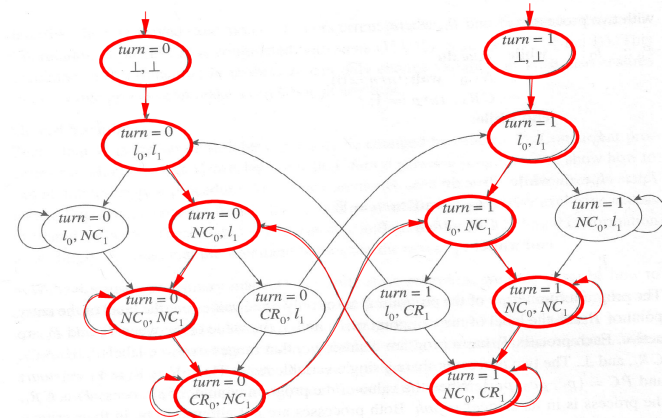 turn = 0
⊥, ⊥
turn = 1
⊥, ⊥
turn = 0
l₀, l₁
turn = 1
l₀, l₁
turn = 0
l₀, NC₁
turn = 0
NC₀, l₁
turn = 1
l₀, NC₁
turn = 1
NC₀, l₁
turn = 0
NC₀, NC₁
turn = 0
CR₀, l₁
turn = 1
l₀, CR₁
turn = 1
NC₀, NC₁
turn = 0
CR₀, NC₁
turn = 1
NC₀, CR₁